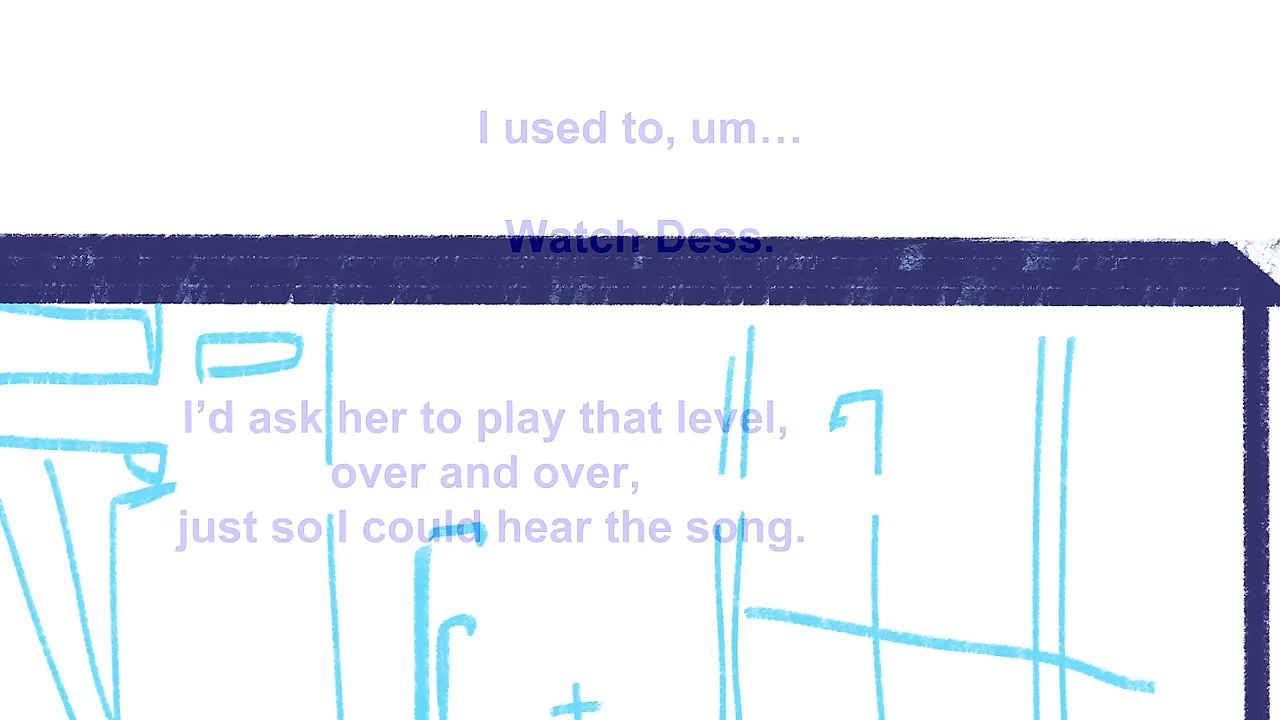 I used to, um…
Watch Dess.
I’d ask her to play that level,
over and over,
just so I could hear the song.